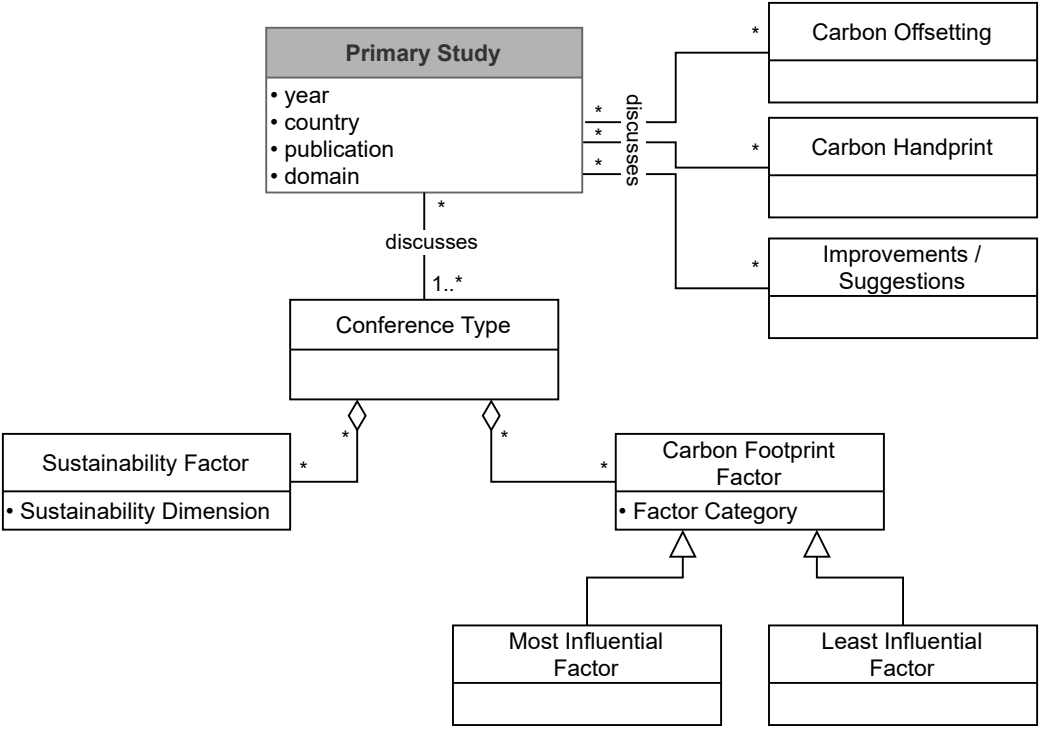 Primary Study
• year
• country
• publication
• domain
*
*
*
discusses
*
Carbon Offsetting
*
Carbon Handprint
*
Improvements /
Suggestions
*
discusses
1..*
Conference Type
*
*
Sustainability Factor
• Sustainability Dimension
*
*
Carbon Footprint
Factor
• Factor Category
Most Influential
Factor
Least Influential
Factor